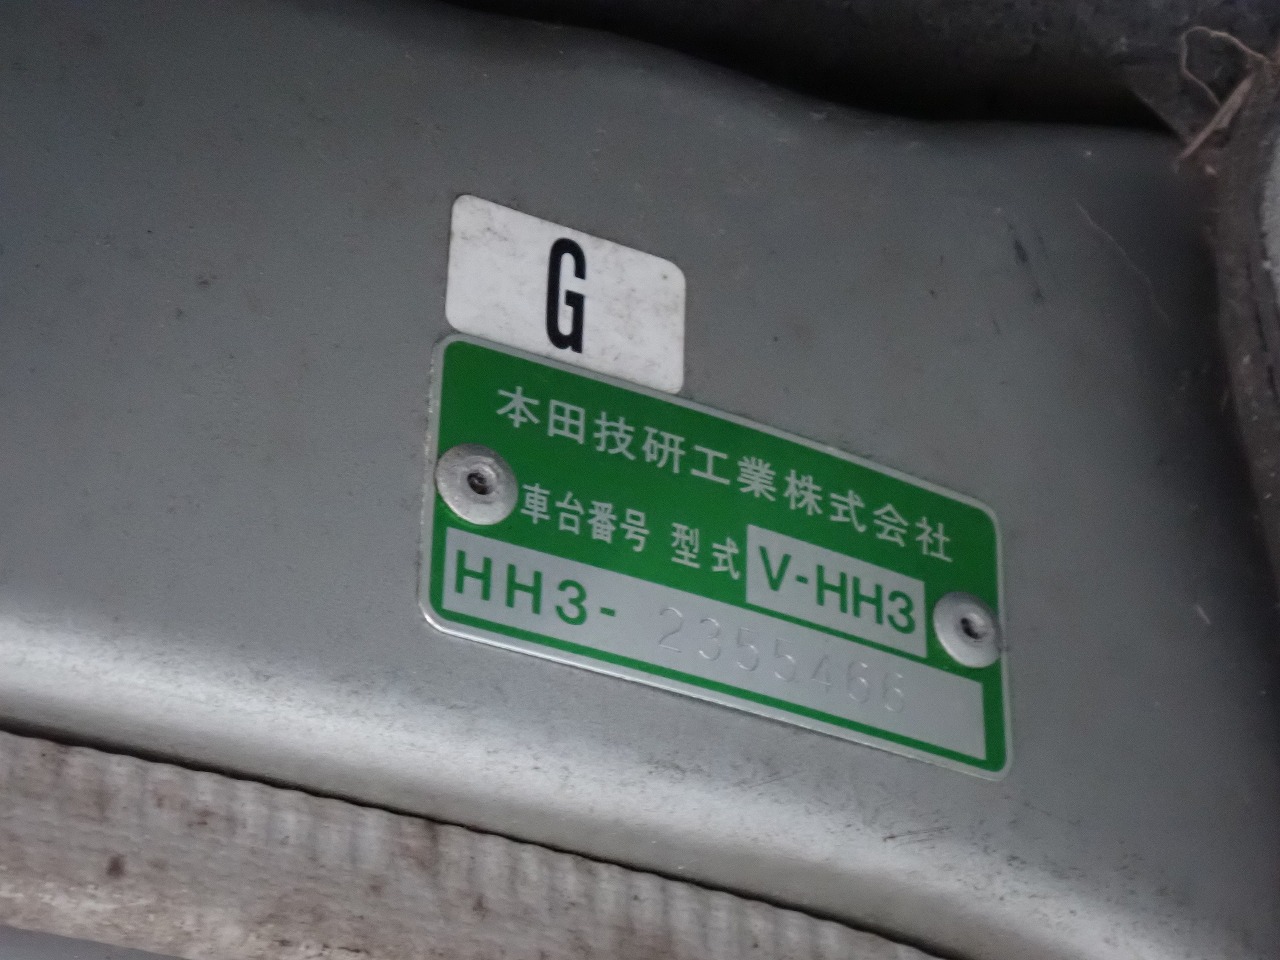 G
本田技研工業株式会社
車台番号 型式 V-HH3
HH3- 2355466